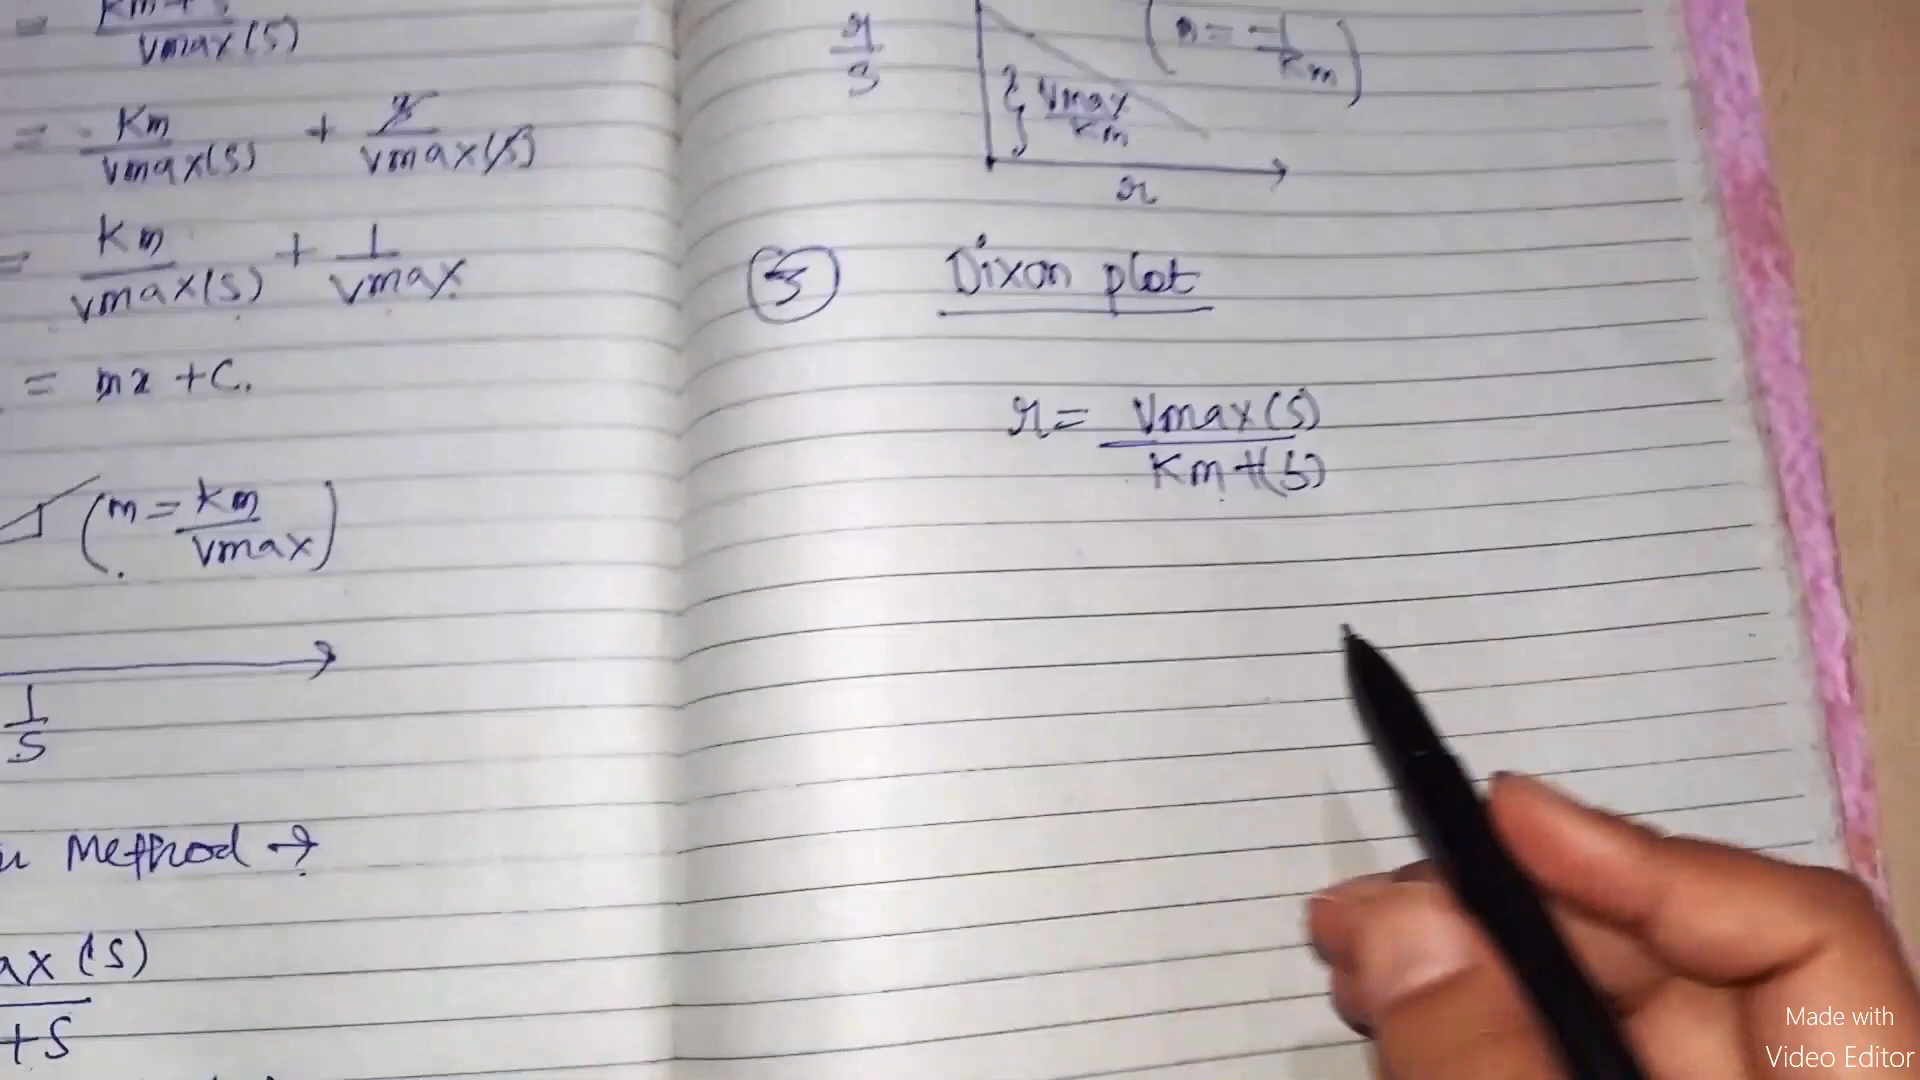 = Km+S / Vmax(S)
= Km / Vmax(S) + S / Vmax(S)
= Km / Vmax(S) + 1 / Vmax
= mx + C.
(m = Km / Vmax)
1 / S
Method →
ax (S)
+S
r / S
Vmax / Km
( = -1 / Km)
r
Dixon plot
r = Vmax(S) / Km+(S)
Made with
Video Editor